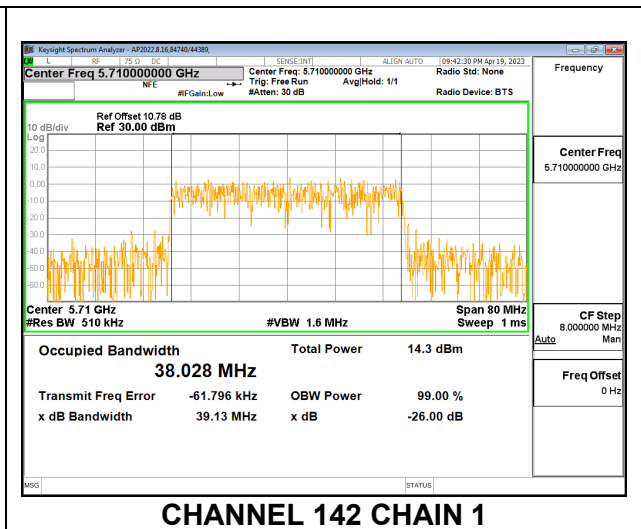 Keysight Spectrum Analyzer - AP2022.8.16,84740/44389,
LXI L RF 75 Ω DC SENSE:INT ALIGN AUTO 09:42:30 PM Apr 19, 2023
Center Freq 5.710000000 GHz Center Freq: 5.710000000 GHz Radio Std: None Frequency
NFE Trig: Free Run Avg|Hold: 1/1
#IFGain:Low #Atten: 30 dB Radio Device: BTS
Ref Offset 10.78 dB
10 dB/div Ref 30.00 dBm
Log
20.0
10.0
0.00
-10.0
-20.0
-30.0
-40.0
-50.0
-60.0
Center Freq
5.710000000 GHz
Center 5.71 GHz Span 80 MHz
#Res BW 510 kHz #VBW 1.6 MHz Sweep 1 ms
CF Step
8.000000 MHz
Auto Man
Occupied Bandwidth Total Power 14.3 dBm
38.028 MHz
Freq Offset
0 Hz
Transmit Freq Error -61.796 kHz OBW Power 99.00 %
x dB Bandwidth 39.13 MHz x dB -26.00 dB
MSG STATUS
CHANNEL 142 CHAIN 1